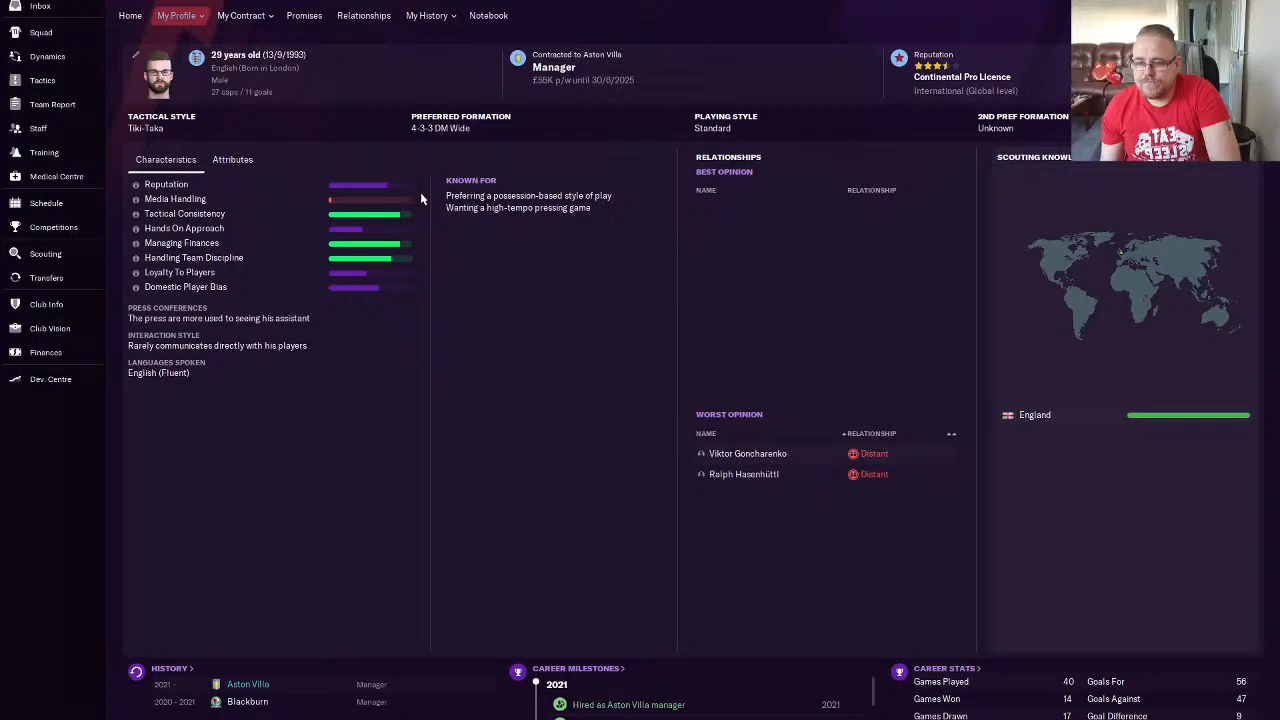 Inbox
Squad
Dynamics
Tactics
Team Report
Staff
Training
Medical Centre
Schedule
Competitions
Scouting
Transfers
Club Info
Club Vision
Finances
Dev. Centre
Home
My Profile
My Contract
Promises
Relationships
My History
Notebook
29 years old (13/9/1993)
English (Born in London)
Male
27 caps / 11 goals
Contracted to Aston Villa
Manager
£55K p/w until 30/6/2025
Reputation
Continental Pro Licence
International (Global level)
TACTICAL STYLE
Tiki-Taka
PREFERRED FORMATION
4-3-3 DM Wide
PLAYING STYLE
Standard
2ND PREF FORMATION
Unknown
Characteristics
Attributes
Reputation
Media Handling
Tactical Consistency
Hands On Approach
Managing Finances
Handling Team Discipline
Loyalty To Players
Domestic Player Bias
PRESS CONFERENCES
The press are more used to seeing his assistant
INTERACTION STYLE
Rarely communicates directly with his players
LANGUAGES SPOKEN
English (Fluent)
KNOWN FOR
Preferring a possession-based style of play
Wanting a high-tempo pressing game
RELATIONSHIPS
BEST OPINION
NAME RELATIONSHIP
WORST OPINION
NAME RELATIONSHIP
Viktor Goncharenko Distant
Ralph Hasenhüttl Distant
SCOUTING KNOWL
England
EAT
SLEEP
HISTORY
2021 - Aston Villa Manager
2020 - 2021 Blackburn Manager
CAREER MILESTONES
2021
Hired as Aston Villa manager 2021
CAREER STATS
Games Played 40 Goals For 56
Games Won 14 Goals Against 47
Games Drawn 17 Goal Difference 9